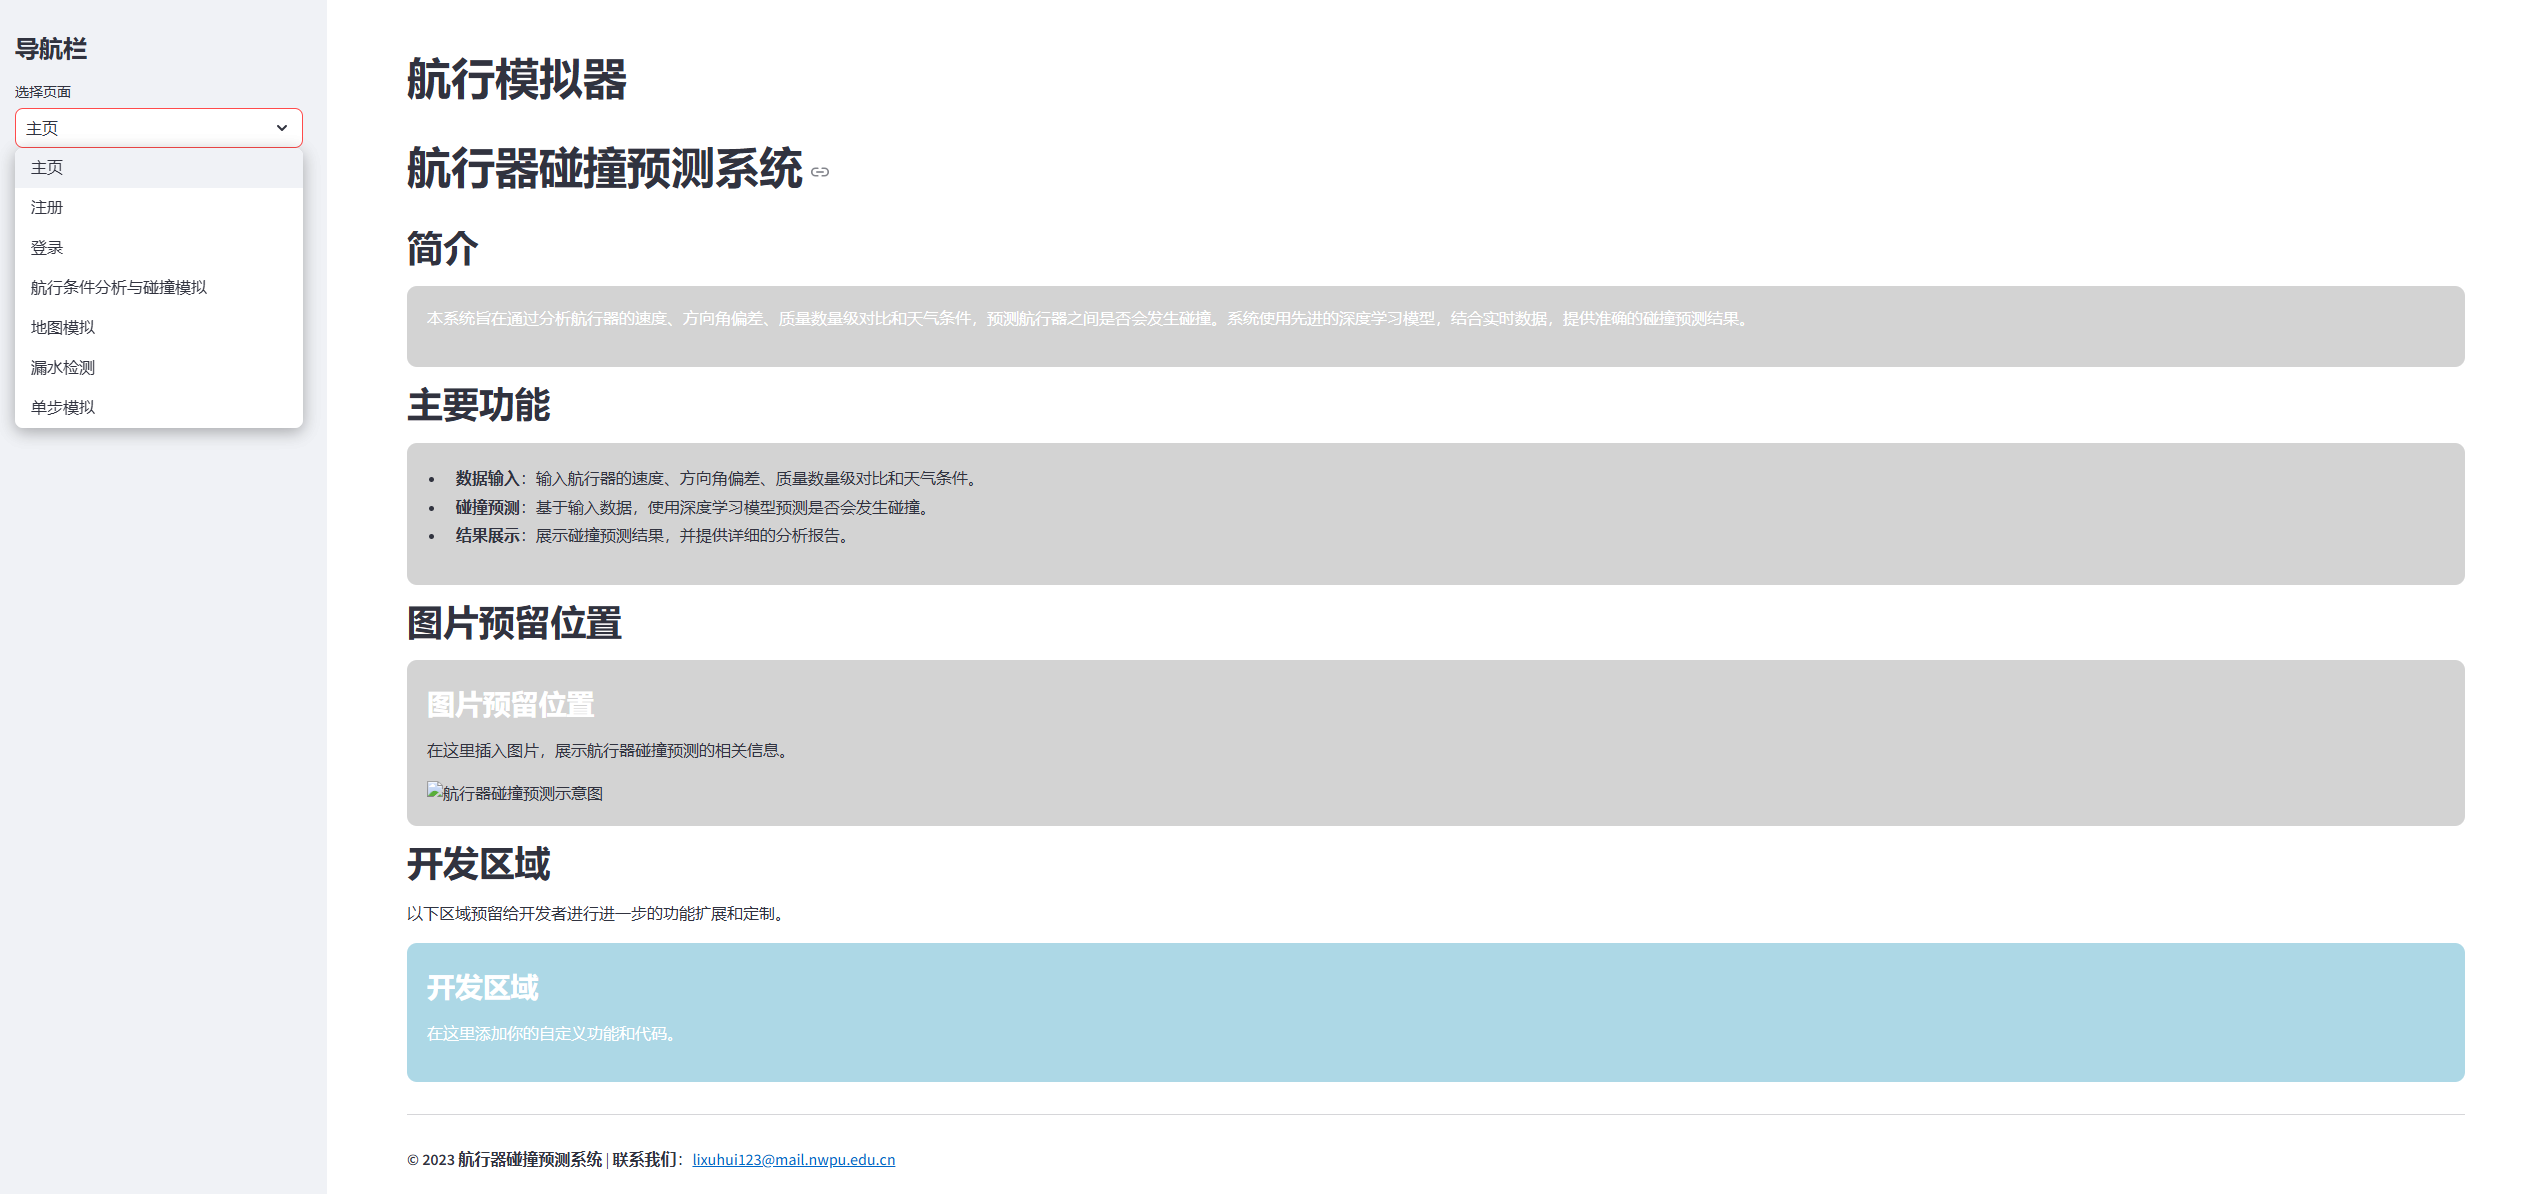 导航栏
选择页面
主页
主页
注册
登录
航行条件分析与碰撞模拟
地图模拟
漏水检测
单步模拟
航行模拟器
航行器碰撞预测系统
简介
本系统旨在通过分析航行器的速度、方向角偏差、质量数量级对比和天气条件，预测航行器之间是否会发生碰撞。系统使用先进的深度学习模型，结合实时数据，提供准确的碰撞预测结果。
主要功能
• 数据输入：输入航行器的速度、方向角偏差、质量数量级对比和天气条件。
• 碰撞预测：基于输入数据，使用深度学习模型预测是否会发生碰撞。
• 结果展示：展示碰撞预测结果，并提供详细的分析报告。
图片预留位置
图片预留位置
在这里插入图片，展示航行器碰撞预测的相关信息。
航行器碰撞预测示意图
开发区域
以下区域预留给开发者进行进一步的功能扩展和定制。
开发区域
在这里添加你的自定义功能和代码。
© 2023 航行器碰撞预测系统 | 联系我们：lixuhui123@mail.nwpu.edu.cn